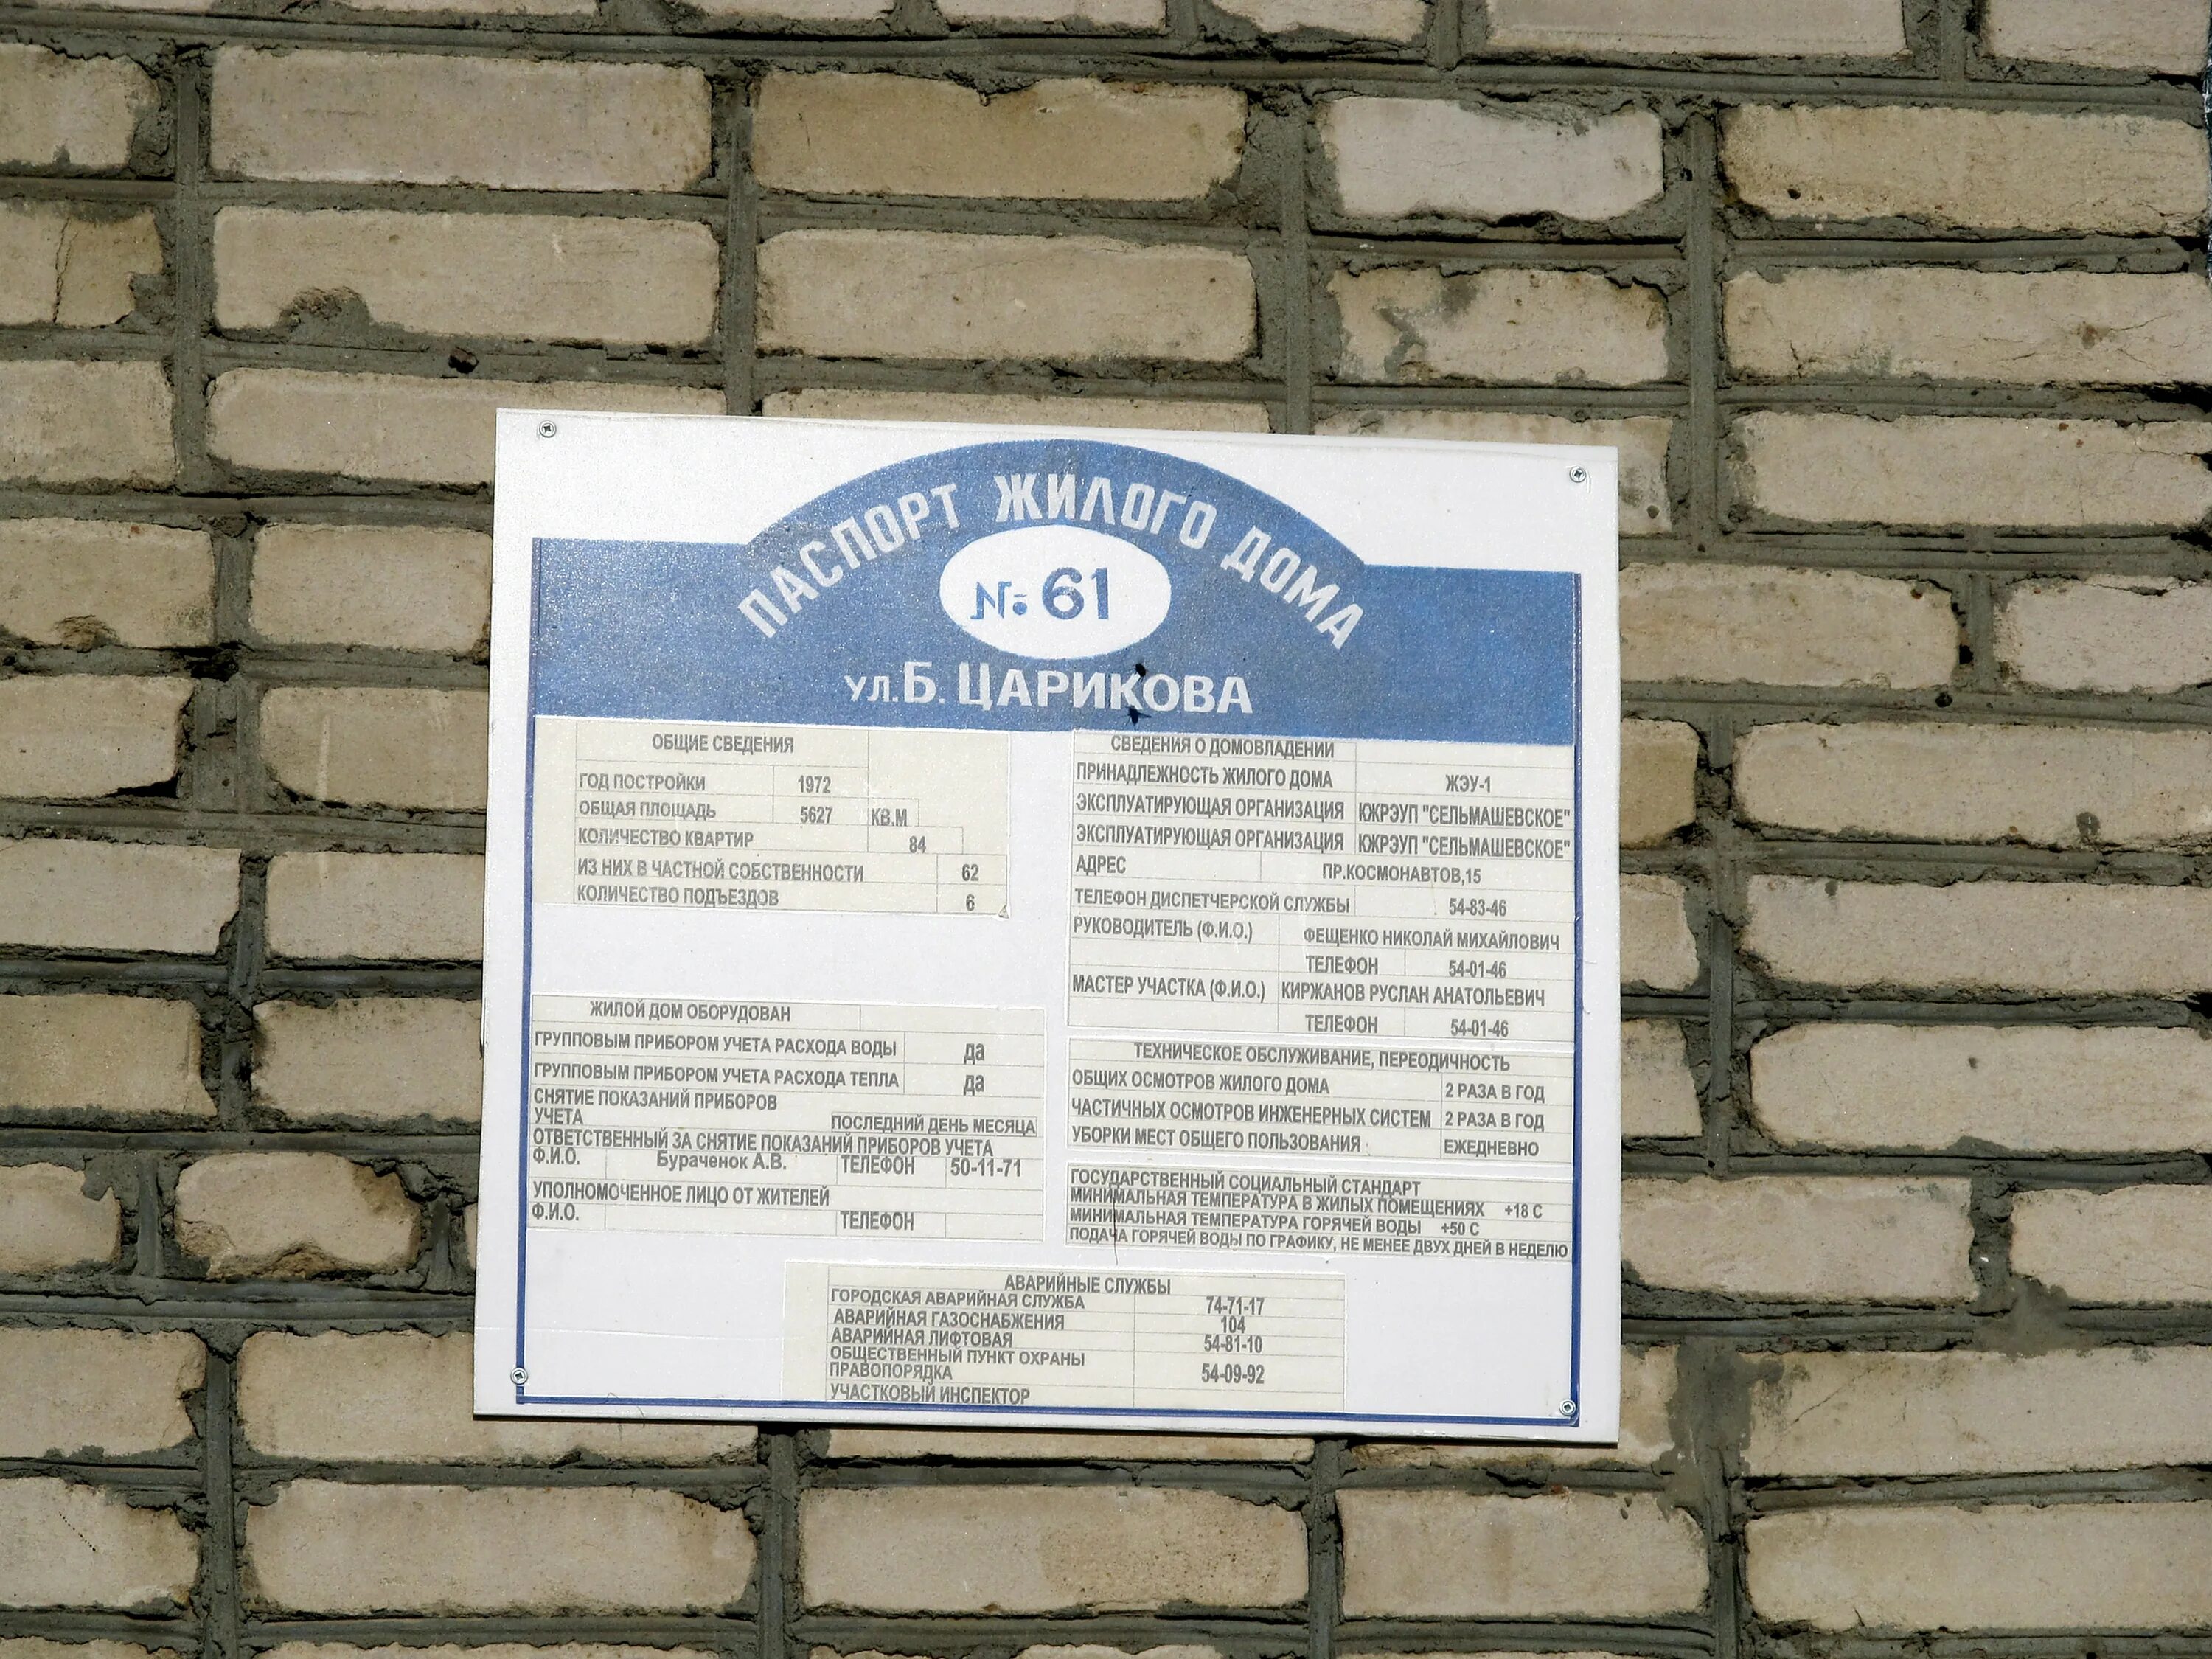 ПАСПОРТ ЖИЛОГО ДОМА
№ 61
УЛ. Б. ЦАРИКОВА
ОБЩИЕ СВЕДЕНИЯ
ГОД ПОСТРОЙКИ 1972
ОБЩАЯ ПЛОЩАДЬ 5627 КВ.М
КОЛИЧЕСТВО КВАРТИР 84
ИЗ НИХ В ЧАСТНОЙ СОБСТВЕННОСТИ 62
КОЛИЧЕСТВО ПОДЪЕЗДОВ 6
ЖИЛОЙ ДОМ ОБОРУДОВАН
ГРУППОВЫМ ПРИБОРОМ УЧЕТА РАСХОДА ВОДЫ да
ГРУППОВЫМ ПРИБОРОМ УЧЕТА РАСХОДА ТЕПЛА да
СНЯТИЕ ПОКАЗАНИЙ ПРИБОРОВ
УЧЕТА ПОСЛЕДНИЙ ДЕНЬ МЕСЯЦА
ОТВЕТСТВЕННЫЙ ЗА СНЯТИЕ ПОКАЗАНИЙ ПРИБОРОВ УЧЕТА
Ф.И.О. Бураченок А.В. ТЕЛЕФОН 50-11-71
УПОЛНОМОЧЕННОЕ ЛИЦО ОТ ЖИТЕЛЕЙ
Ф.И.О. ТЕЛЕФОН
СВЕДЕНИЯ О ДОМОВЛАДЕНИИ
ПРИНАДЛЕЖНОСТЬ ЖИЛОГО ДОМА ЖЭУ-1
ЭКСПЛУАТИРУЮЩАЯ ОРГАНИЗАЦИЯ ЮЖРЭУП "СЕЛЬМАШЕВСКОЕ"
ЭКСПЛУАТИРУЮЩАЯ ОРГАНИЗАЦИЯ ЮЖРЭУП "СЕЛЬМАШЕВСКОЕ"
АДРЕС ПР.КОСМОНАВТОВ,15
ТЕЛЕФОН ДИСПЕТЧЕРСКОЙ СЛУЖБЫ 54-83-46
РУКОВОДИТЕЛЬ (Ф.И.О.) ФЕЩЕНКО НИКОЛАЙ МИХАЙЛОВИЧ
ТЕЛЕФОН 54-01-46
МАСТЕР УЧАСТКА (Ф.И.О.) КИРЖАНОВ РУСЛАН АНАТОЛЬЕВИЧ
ТЕЛЕФОН 54-01-46
ТЕХНИЧЕСКОЕ ОБСЛУЖИВАНИЕ, ПЕРЕОДИЧНОСТЬ
ОБЩИХ ОСМОТРОВ ЖИЛОГО ДОМА 2 РАЗА В ГОД
ЧАСТИЧНЫХ ОСМОТРОВ ИНЖЕНЕРНЫХ СИСТЕМ 2 РАЗА В ГОД
УБОРКИ МЕСТ ОБЩЕГО ПОЛЬЗОВАНИЯ ЕЖЕДНЕВНО
ГОСУДАРСТВЕННЫЙ СОЦИАЛЬНЫЙ СТАНДАРТ
МИНИМАЛЬНАЯ ТЕМПЕРАТУРА В ЖИЛЫХ ПОМЕЩЕНИЯХ +18 С
МИНИМАЛЬНАЯ ТЕМПЕРАТУРА ГОРЯЧЕЙ ВОДЫ +50 С
ПОДАЧА ГОРЯЧЕЙ ВОДЫ ПО ГРАФИКУ, НЕ МЕНЕЕ ДВУХ ДНЕЙ В НЕДЕЛЮ
АВАРИЙНЫЕ СЛУЖБЫ
ГОРОДСКАЯ АВАРИЙНАЯ СЛУЖБА 74-71-17
АВАРИЙНАЯ ГАЗОСНАБЖЕНИЯ 104
АВАРИЙНАЯ ЛИФТОВАЯ 54-81-10
ОБЩЕСТВЕННЫЙ ПУНКТ ОХРАНЫ
ПРАВОПОРЯДКА 54-09-92
УЧАСТКОВЫЙ ИНСПЕКТОР